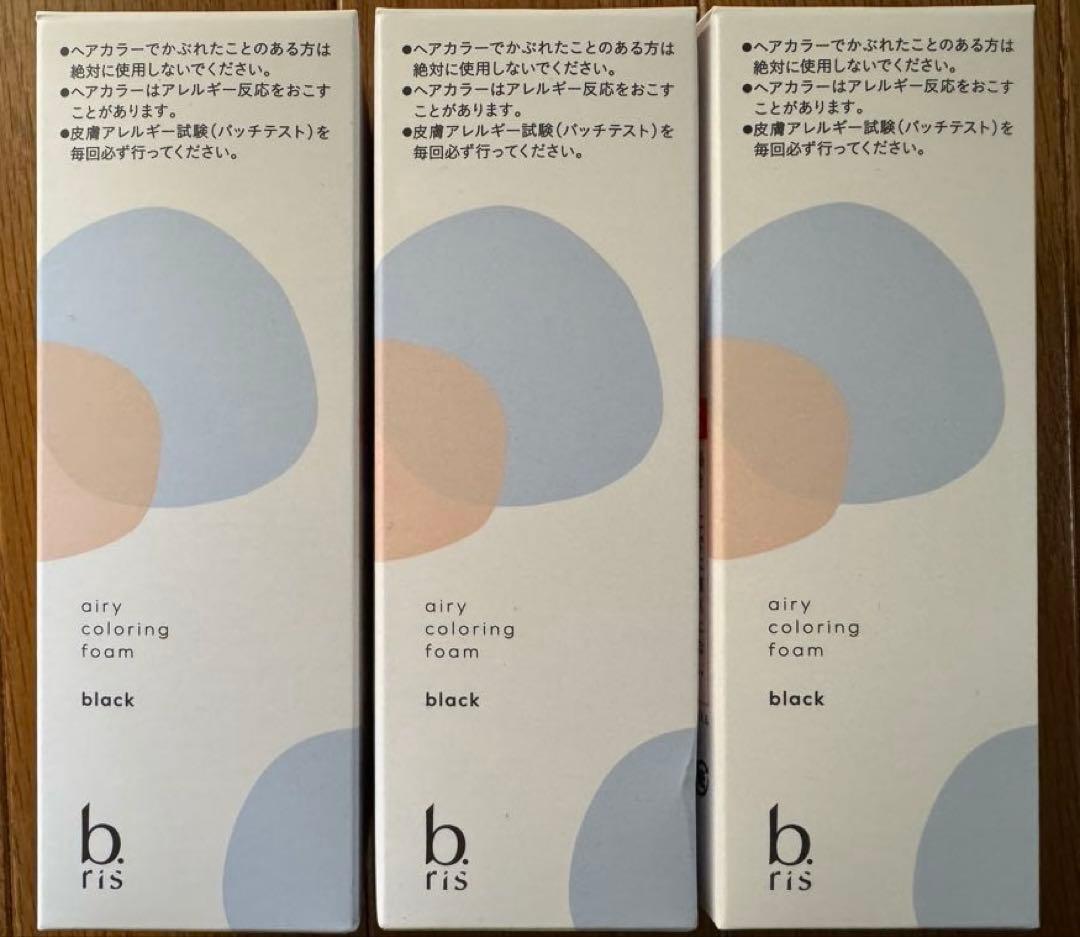 ●ヘアカラーでかぶれたことのある方は
絶対に使用しないでください。
●ヘアカラーはアレルギー反応をおこす
ことがあります。
●皮膚アレルギー試験(パッチテスト)を
毎回必ず行ってください。
airy
coloring
foam
black
b.
ris
●ヘアカラーでかぶれたことのある方は
絶対に使用しないでください。
●ヘアカラーはアレルギー反応をおこす
ことがあります。
●皮膚アレルギー試験(パッチテスト)を
毎回必ず行ってください。
airy
coloring
foam
black
b.
ris
●ヘアカラーでかぶれたことのある方は
絶対に使用しないでください。
●ヘアカラーはアレルギー反応をおこす
ことがあります。
●皮膚アレルギー試験(パッチテスト)を
毎回必ず行ってください。
airy
coloring
foam
black
b.
ris